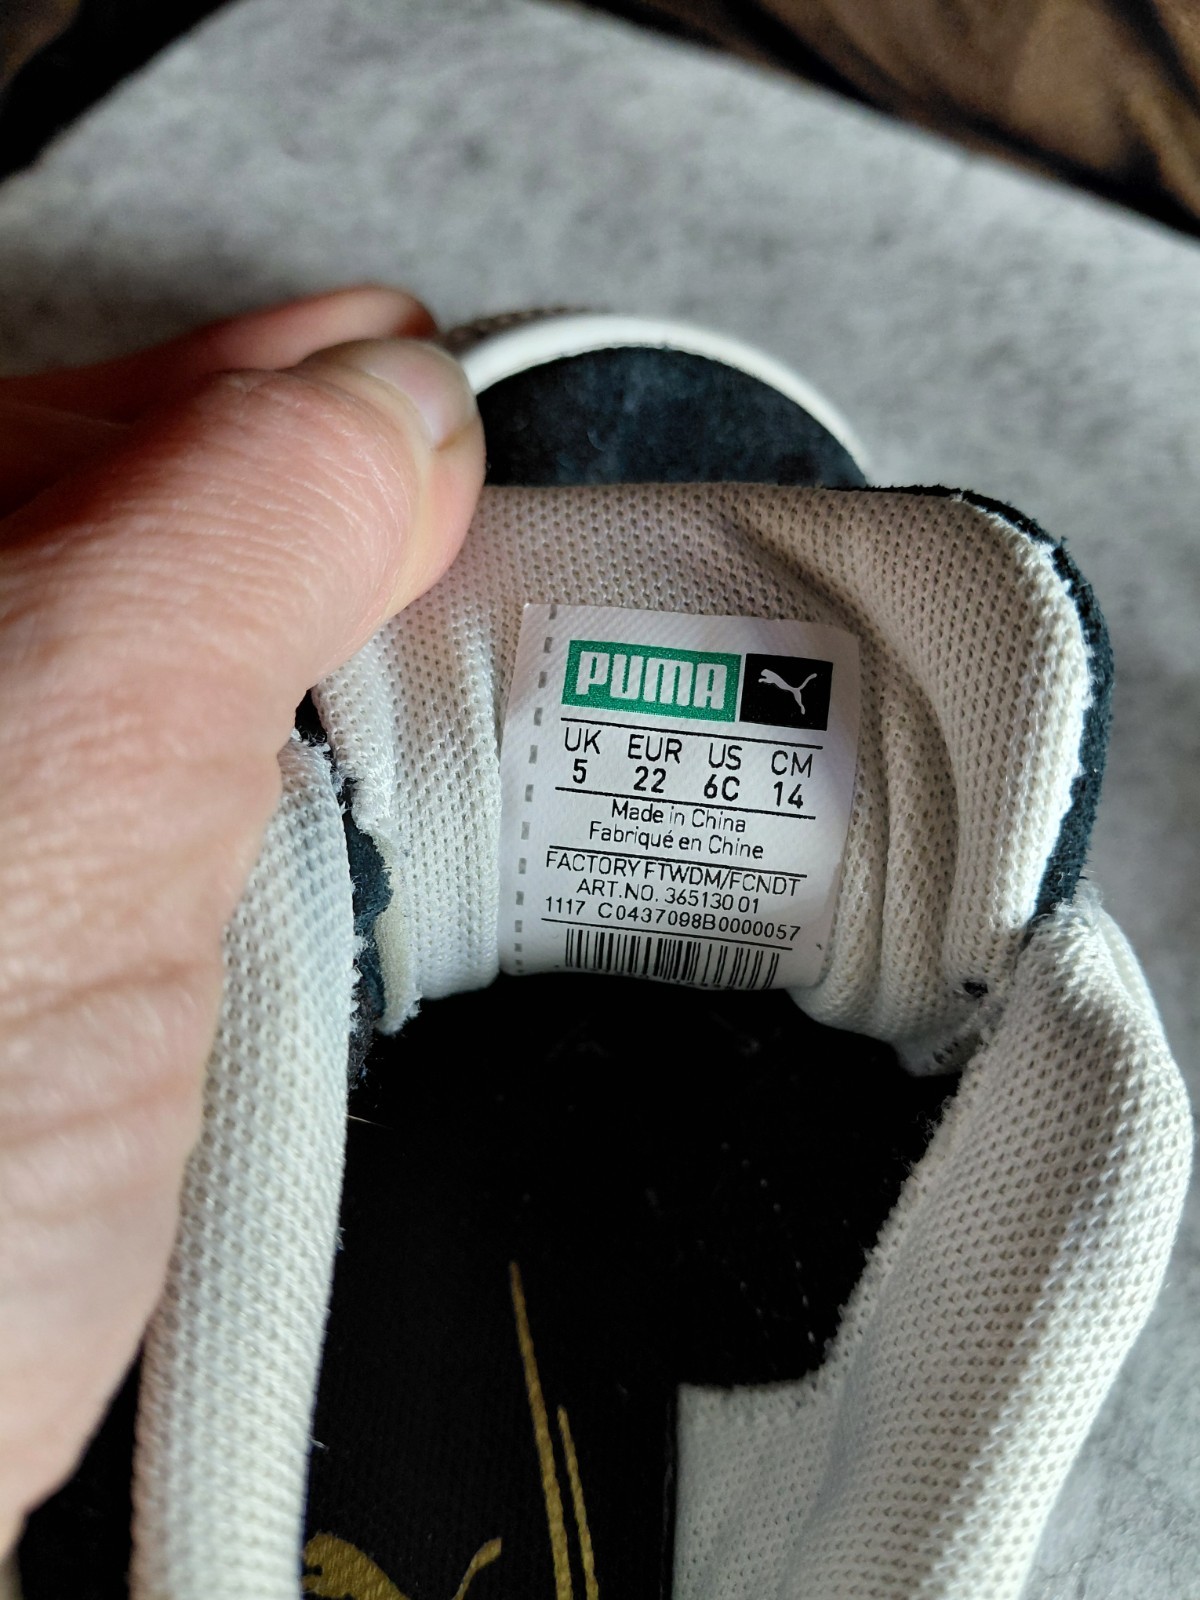 PUMA
UK EUR US CM
5 22 6C 14
Made in China
Fabriqué en Chine
FACTORY FTWDM/FCNDT
ART.NO. 365130 01
1117 C0437098B0000057